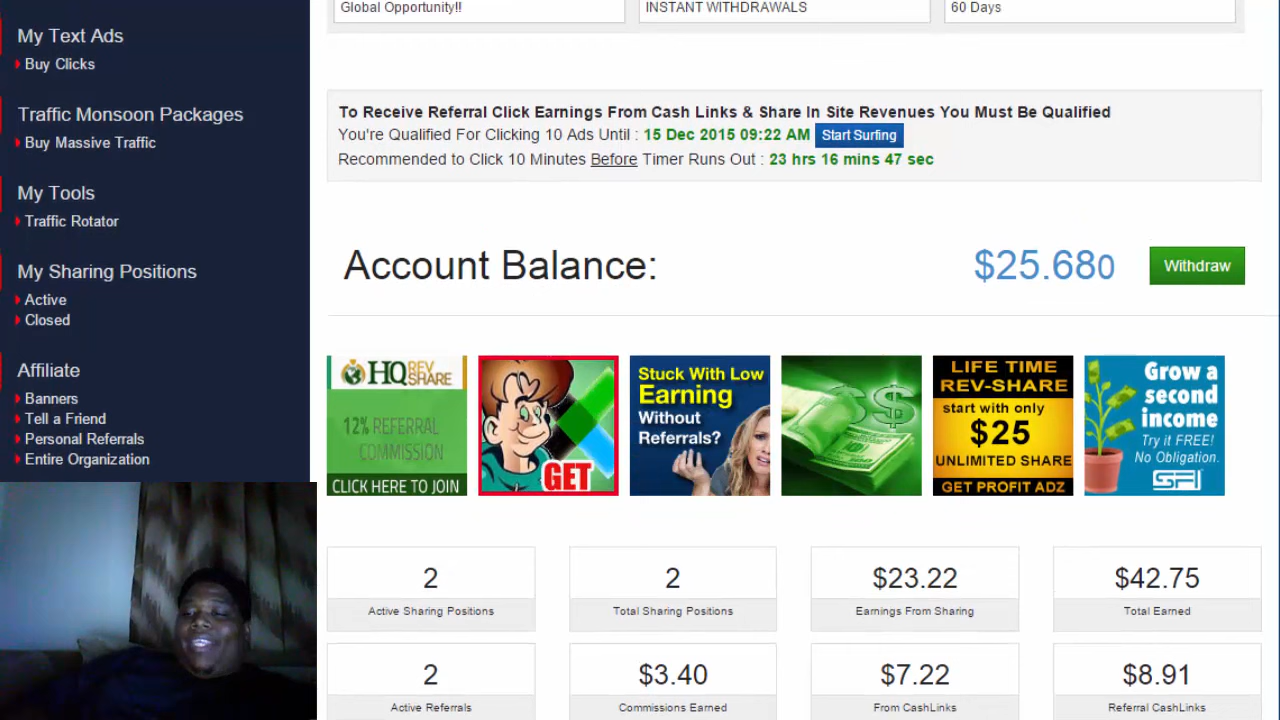 Global Opportunity!!
INSTANT WITHDRAWALS
60 Days
My Text Ads
Buy Clicks
Traffic Monsoon Packages
Buy Massive Traffic
My Tools
Traffic Rotator
My Sharing Positions
Active
Closed
Affiliate
Banners
Tell a Friend
Personal Referrals
Entire Organization
To Receive Referral Click Earnings From Cash Links & Share In Site Revenues You Must Be Qualified
You're Qualified For Clicking 10 Ads Until : 15 Dec 2015 09:22 AM Start Surfing
Recommended to Click 10 Minutes Before Timer Runs Out : 23 hrs 16 mins 47 sec
Account Balance: $25.680 Withdraw
HQ REV SHARE
12% REFERRAL
COMMISSION
CLICK HERE TO JOIN
GET
Stuck With Low
Earning
Without
Referrals?
$$
LIFE TIME
REV-SHARE
start with only
$25
UNLIMITED SHARE
GET PROFIT ADZ
Grow a
second
income
Try it FREE!
No Obligation.
SFI
2
Active Sharing Positions
2
Total Sharing Positions
$23.22
Earnings From Sharing
$42.75
Total Earned
2
Active Referrals
$3.40
Commissions Earned
$7.22
From CashLinks
$8.91
Referral CashLinks